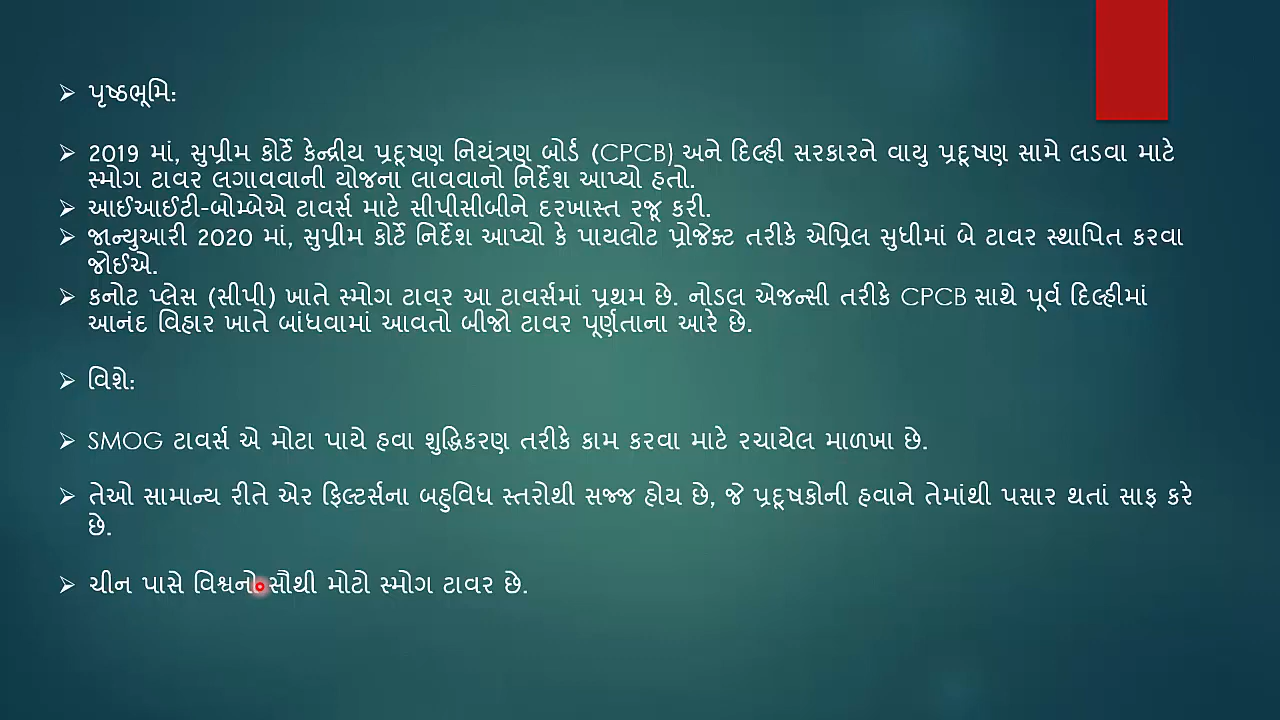 ➢ પૃષ્ઠભૂમિ:
➢ 2019 માં, સુપ્રીમ કોર્ટે કેન્દ્રીય પ્રદૂષણ નિયંત્રણ બોર્ડ (CPCB) અને દિલ્હી સરકારને વાયુ પ્રદૂષણ સામે લડવા માટે
સ્મોગ ટાવર લગાવવાની યોજના લાવવાનો નિર્દેશ આપ્યો હતો.
➢ આઈઆઈટી-બોમ્બેએ ટાવર્સ માટે સીપીસીબીને દરખાસ્ત રજૂ કરી.
➢ જાન્યુઆરી 2020 માં, સુપ્રીમ કોર્ટે નિર્દેશ આપ્યો કે પાયલોટ પ્રોજેક્ટ તરીકે એપ્રિલ સુધીમાં બે ટાવર સ્થાપિત કરવા
જોઈએ.
➢ કનોટ પ્લેસ (સીપી) ખાતે સ્મોગ ટાવર આ ટાવર્સમાં પ્રથમ છે. નોડલ એજન્સી તરીકે CPCB સાથે પૂર્વ દિલ્હીમાં
આનંદ વિહાર ખાતે બાંધવામાં આવતો બીજો ટાવર પૂર્ણતાના આરે છે.
➢ વિશે:
➢ SMOG ટાવર્સ એ મોટા પાયે હવા શુદ્ધિકરણ તરીકે કામ કરવા માટે રચાયેલ માળખા છે.
➢ તેઓ સામાન્ય રીતે એર ફિલ્ટર્સના બહુવિધ સ્તરોથી સજ્જ હોય છે, જે પ્રદૂષકોની હવાને તેમાંથી પસાર થતાં સાફ કરે
છે.
➢ ચીન પાસે વિશ્વનો સૌથી મોટો સ્મોગ ટાવર છે.